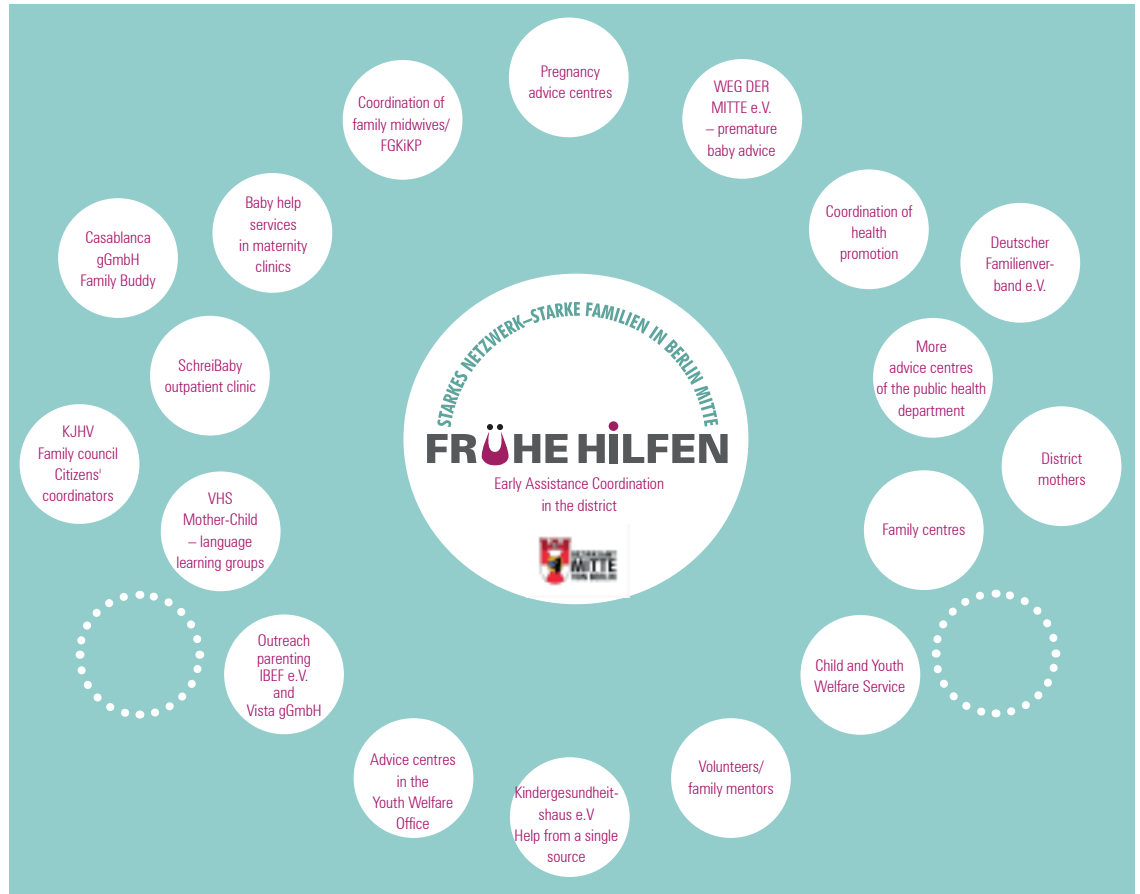 Pregnancy
advice centres
WEG DER
MITTE e.V.
– premature
baby advice
Coordination of
family midwives/
FGKiKP
Coordination of
health
promotion
Deutscher
Familienver-
band e.V.
Baby help
services
in maternity
clinics
Casablanca
gGmbH
Family Buddy
STARKES NETZWERK–STARKE FAMILIEN IN BERLIN MITTE
FRÜHE HiLFEN
Early Assistance Coordination
in the district
BEZIRKSAMT
MITTE
VON BERLIN
SchreiBaby
outpatient clinic
More
advice centres
of the public health
department
KJHV
Family council
Citizens'
coordinators
District
mothers
VHS
Mother-Child
– language
learning groups
Family centres
Outreach
parenting
IBEF e.V.
and
Vista gGmbH
Child and Youth
Welfare Service
Advice centres
in the
Youth Welfare
Office
Kindergesundheit-
shaus e.V
Help from a single
source
Volunteers/
family mentors